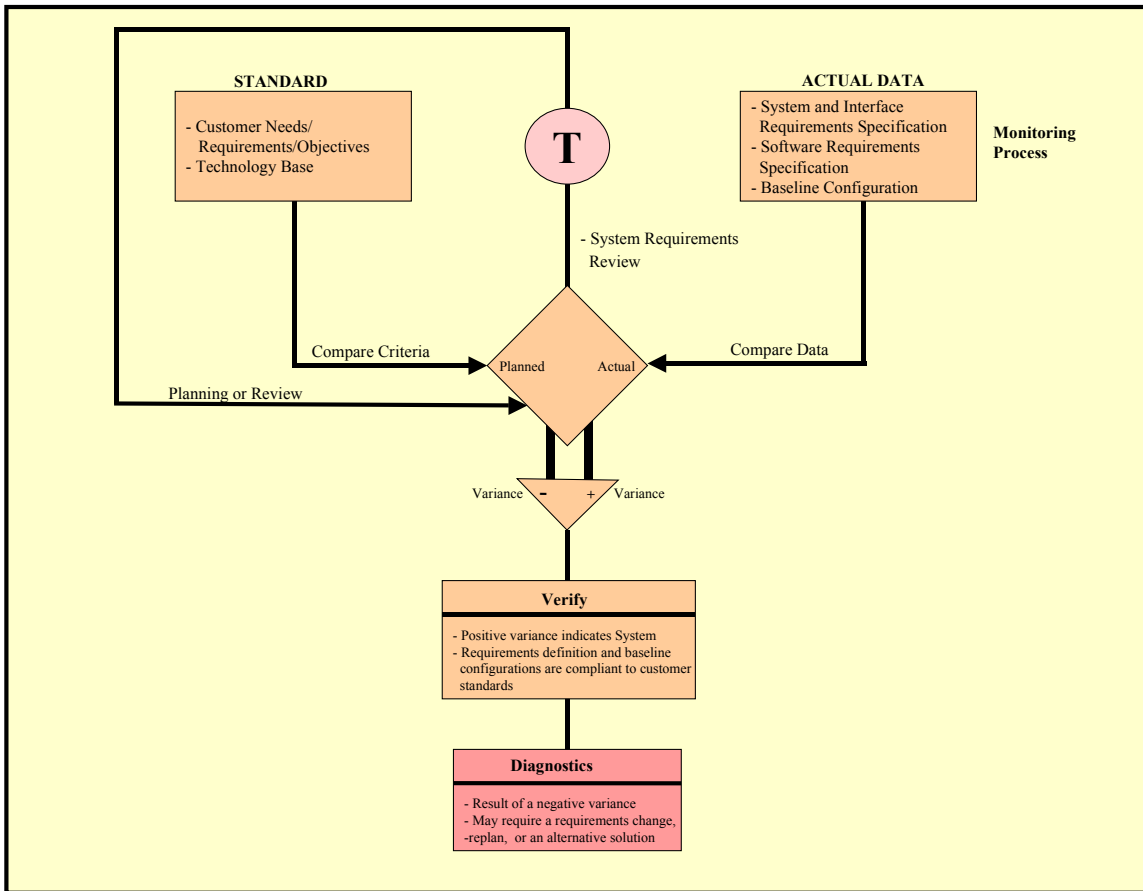 STANDARD
- Customer Needs/
Requirements/Objectives
- Technology Base
T
ACTUAL DATA
- System and Interface
Requirements Specification
- Software Requirements
Specification
- Baseline Configuration
Monitoring
Process
- System Requirements
Review
Compare Criteria
Planned
Actual
Compare Data
Planning or Review
Variance
-
+
Variance
Verify
- Positive variance indicates System
- Requirements definition and baseline
configurations are compliant to customer
standards
Diagnostics
- Result of a negative variance
- May require a requirements change,
-replan, or an alternative solution